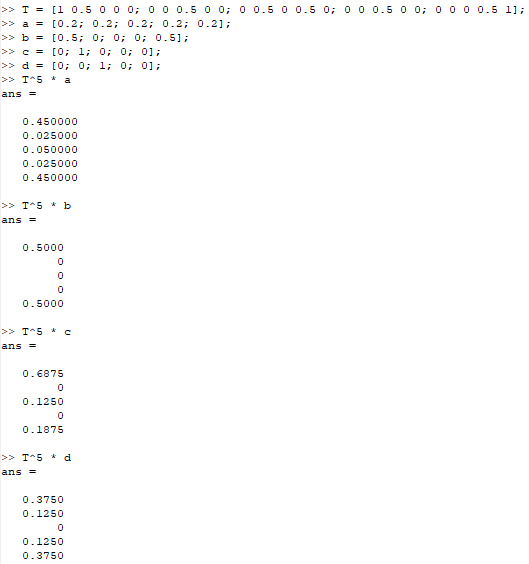 >> T = [1 0.5 0 0 0; 0 0 0.5 0 0; 0 0.5 0 0.5 0; 0 0 0.5 0 0; 0 0 0 0.5 1];
>> a = [0.2; 0.2; 0.2; 0.2; 0.2];
>> b = [0.5; 0; 0; 0; 0.5];
>> c = [0; 1; 0; 0; 0];
>> d = [0; 0; 1; 0; 0];
>> T^5 * a
ans =
0.450000
0.025000
0.050000
0.025000
0.450000
>> T^5 * b
ans =
0.5000
0
0
0
0.5000
>> T^5 * c
ans =
0.6875
0
0.1250
0
0.1875
>> T^5 * d
ans =
0.3750
0.1250
0
0.1250
0.3750